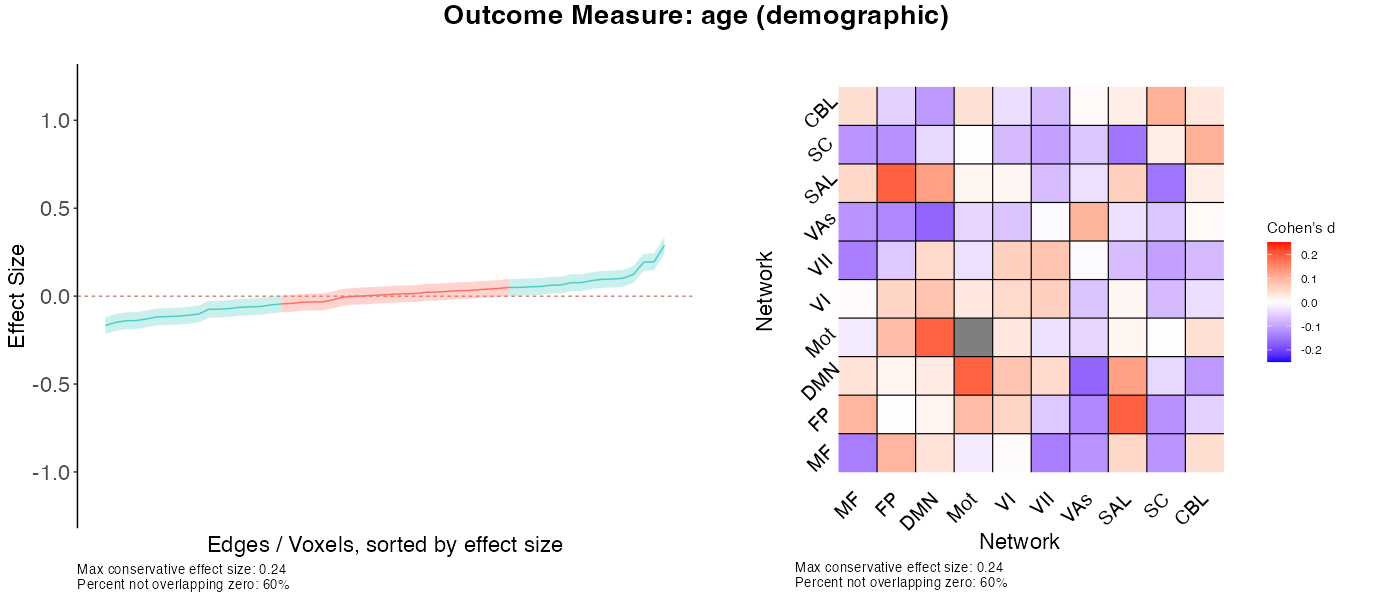 Outcome Measure: age (demographic)
Effect Size
1.0
0.5
0.0
-0.5
-1.0
Edges / Voxels, sorted by effect size
Max conservative effect size: 0.24
Percent not overlapping zero: 60%
Network
CBL
SC
SAL
VAs
VII
VI
Mot
DMN
FP
MF
MF
FP
DMN
Mot
VI
VII
VAs
SAL
SC
CBL
Network
Max conservative effect size: 0.24
Percent not overlapping zero: 60%
Cohen's d
0.2
0.1
0.0
-0.1
-0.2